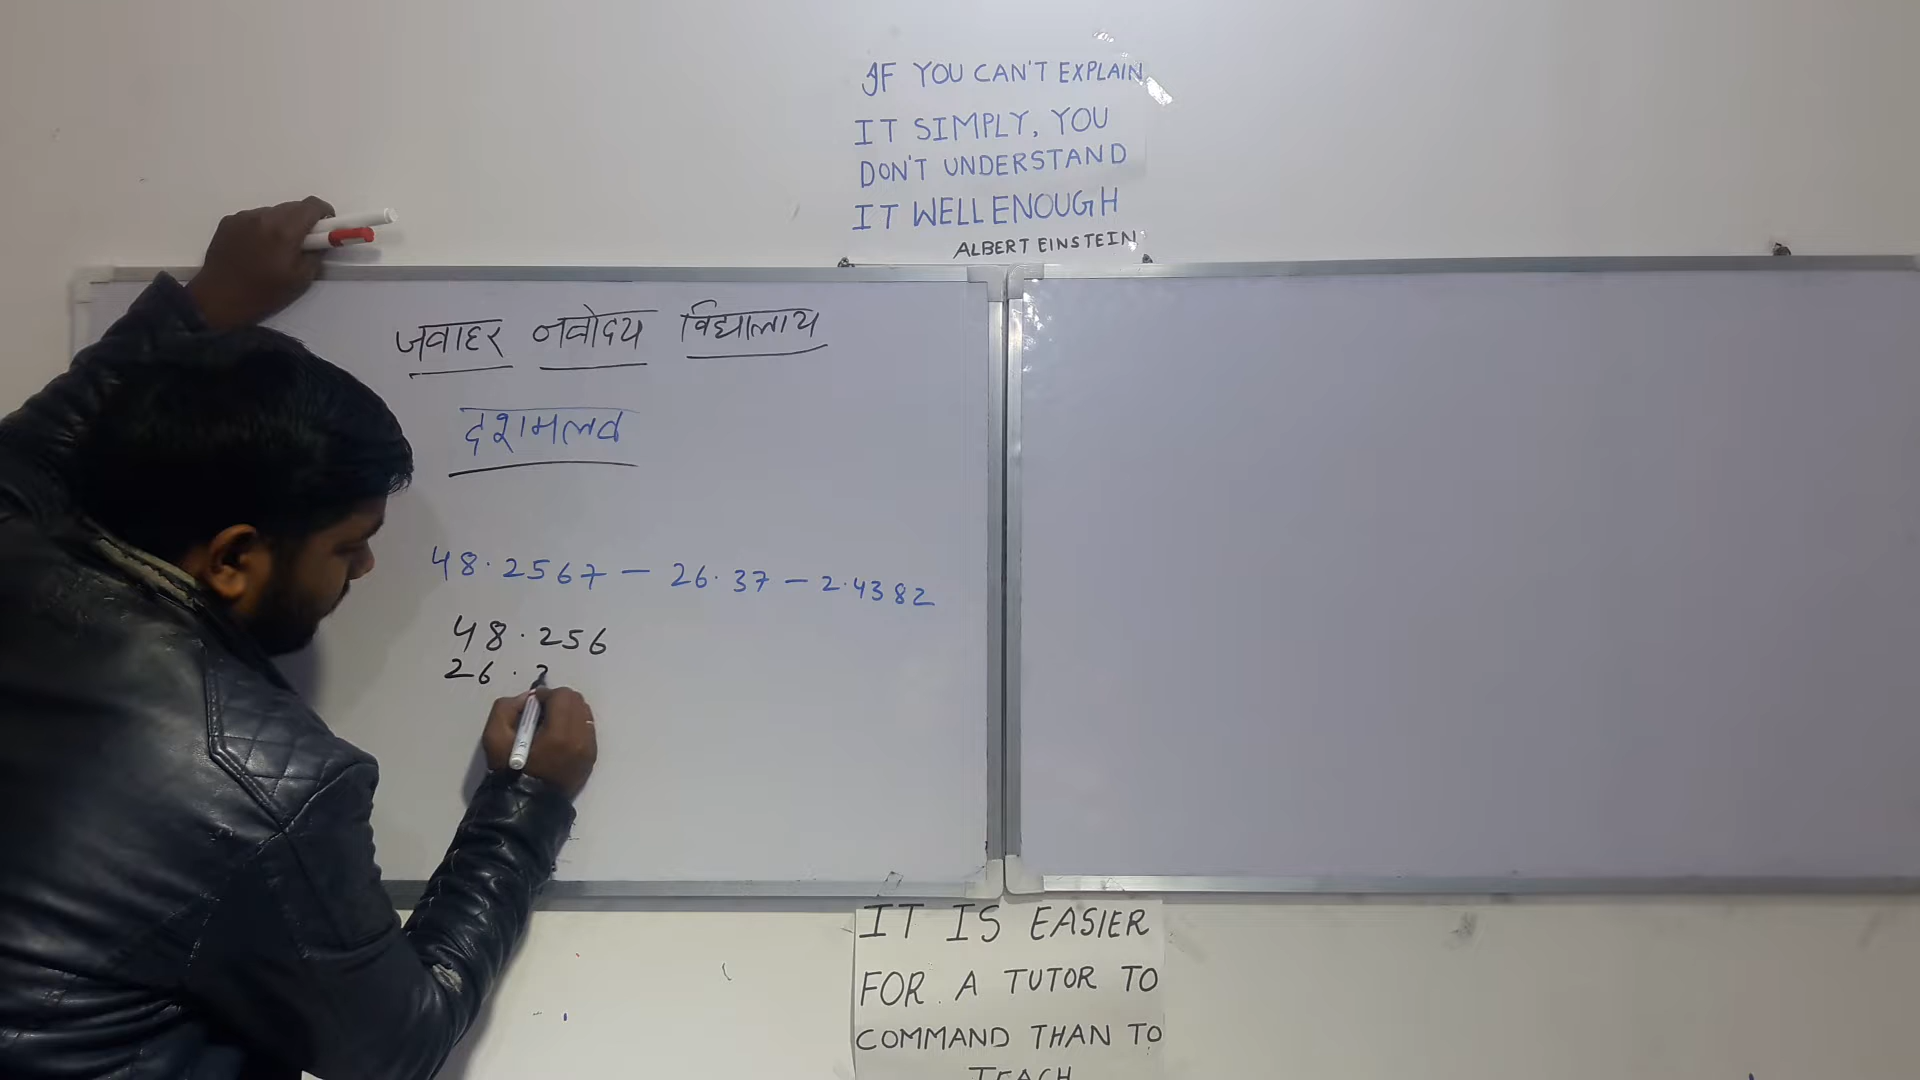 IF YOU CAN'T EXPLAIN
IT SIMPLY, YOU
DON'T UNDERSTAND
IT WELL ENOUGH
ALBERT EINSTEIN
जवाहर नवोदय विद्यालय
दशमलव
48.2567 - 26.37 - 2.4382
48.256
26.3
IT IS EASIER
FOR A TUTOR TO
COMMAND THAN TO
TEACH